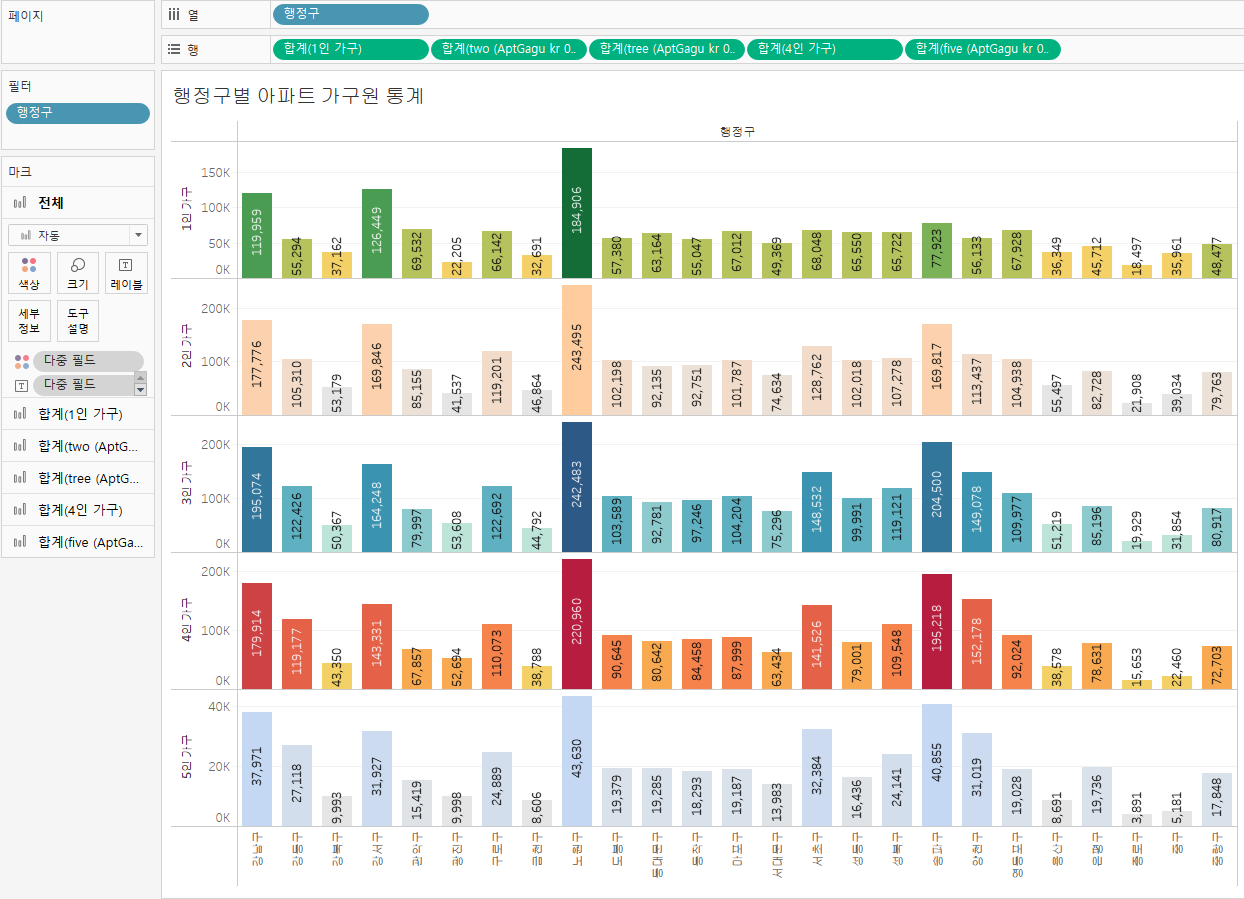 페이지
열
행정구
행
합계(1인 가구)
합계(two (AptGagu kr 0..
합계(tree (AptGagu kr 0..
합계(4인 가구)
합계(five (AptGagu kr 0..
필터
행정구
마크
전체
자동
색상
크기
레이블
세부
정보
도구
설명
다중 필드
다중 필드
합계(1인 가구)
합계(two (AptG...
합계(tree (AptG...
합계(4인 가구)
합계(five (AptGa...
행정구별 아파트 가구원 통계
행정구
1인 가구
150K
100K
50K
0K
119,959
55,294
126,449
69,532
22,205
66,142
32,691
184,906
57,380
63,164
55,047
67,012
49,369
68,048
65,550
65,722
77,923
56,133
67,928
36,349
45,712
18,497
35,961
48,477
2인 가구
200K
100K
0K
177,776
105,310
53,179
169,846
85,155
41,537
119,201
46,864
243,495
102,198
92,135
92,751
101,787
74,634
128,762
102,018
107,278
169,817
113,437
104,938
55,497
82,728
21,908
39,034
79,763
3인 가구
200K
100K
0K
195,074
122,426
50,367
164,248
79,997
53,608
122,692
44,792
242,483
103,589
92,781
97,246
104,204
75,296
148,532
99,991
119,121
204,500
149,078
109,977
51,219
85,196
19,929
31,854
80,917
4인 가구
200K
100K
0K
179,914
119,177
43,350
143,331
67,857
52,694
110,073
38,788
220,960
90,645
80,642
84,458
87,999
63,434
141,526
79,001
109,548
195,218
152,178
92,024
38,578
78,631
15,653
22,460
72,703
5인 가구
40K
20K
0K
37,971
27,118
9,993
31,927
15,419
9,998
24,889
8,606
43,630
19,379
19,285
18,293
19,187
13,983
32,384
16,436
24,141
40,855
31,019
19,028
8,691
19,736
3,891
5,181
17,848
강남구
강동구
강북구
강서구
관악구
광진구
구로구
금천구
노원구
도봉구
동대문구
동작구
마포구
서대문구
서초구
성동구
성북구
송파구
양천구
영등포구
용산구
은평구
종로구
중구
중랑구